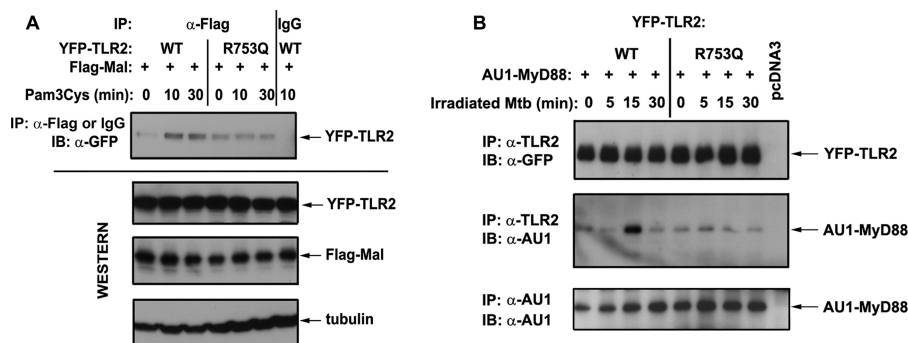 A
IP: α-Flag IgG
YFP-TLR2: WT R753Q WT
Flag-Mal: + + + + + + +
Pam3Cys (min): 0 10 30 0 10 30 10
IP: α-Flag or IgG
IB: α-GFP
YFP-TLR2
WESTERN
YFP-TLR2
Flag-Mal
tubulin
B
YFP-TLR2:
WT R753Q pcDNA3
AU1-MyD88: + + + + + + + +
Irradiated Mtb (min): 0 5 15 30 0 5 15 30
IP: α-TLR2
IB: α-GFP
YFP-TLR2
IP: α-TLR2
IB: α-AU1
AU1-MyD88
IP: α-AU1
IB: α-AU1
AU1-MyD88